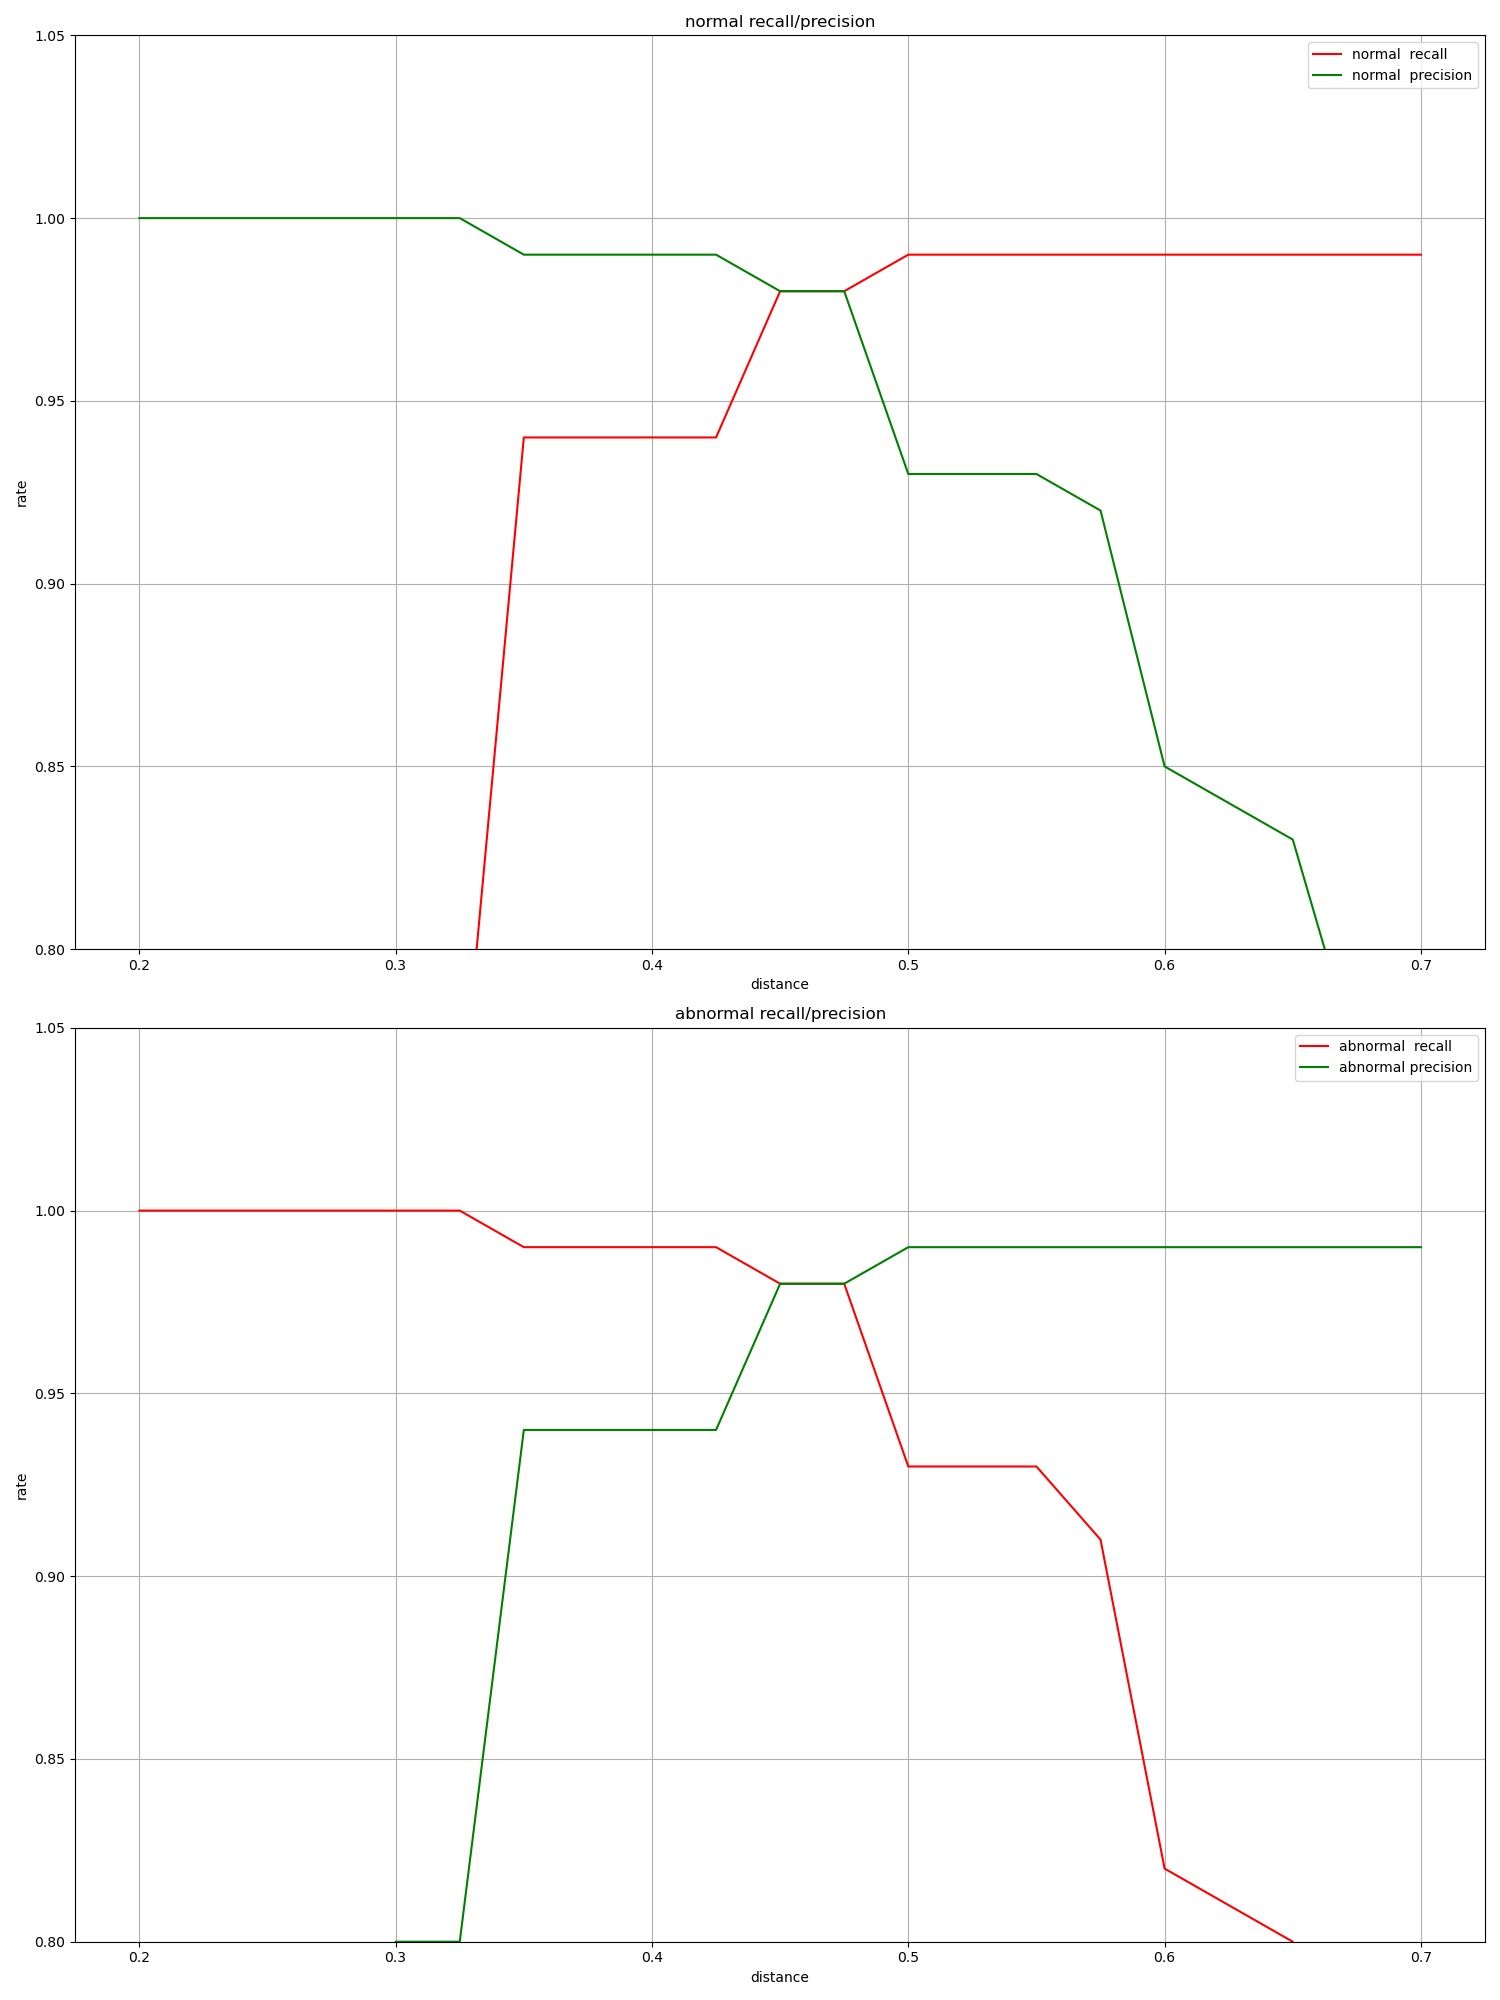 normal recall/precision
1.05
normal  recall
normal  precision
1.00
0.95
rate
0.90
0.85
0.80
0.2 0.3 0.4 0.5 0.6 0.7
distance
abnormal recall/precision
1.05
abnormal  recall
abnormal precision
1.00
0.95
rate
0.90
0.85
0.80
0.2 0.3 0.4 0.5 0.6 0.7
distance